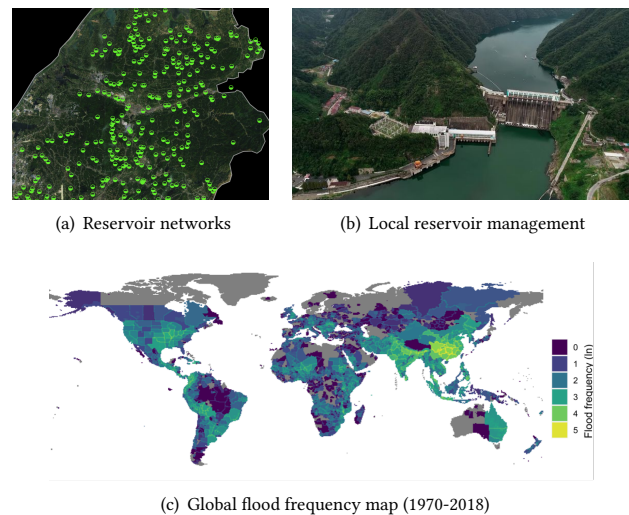 (a) Reservoir networks
(b) Local reservoir management
0
1
2
3
4
5
Flood frequency (ln)
(c) Global flood frequency map (1970-2018)